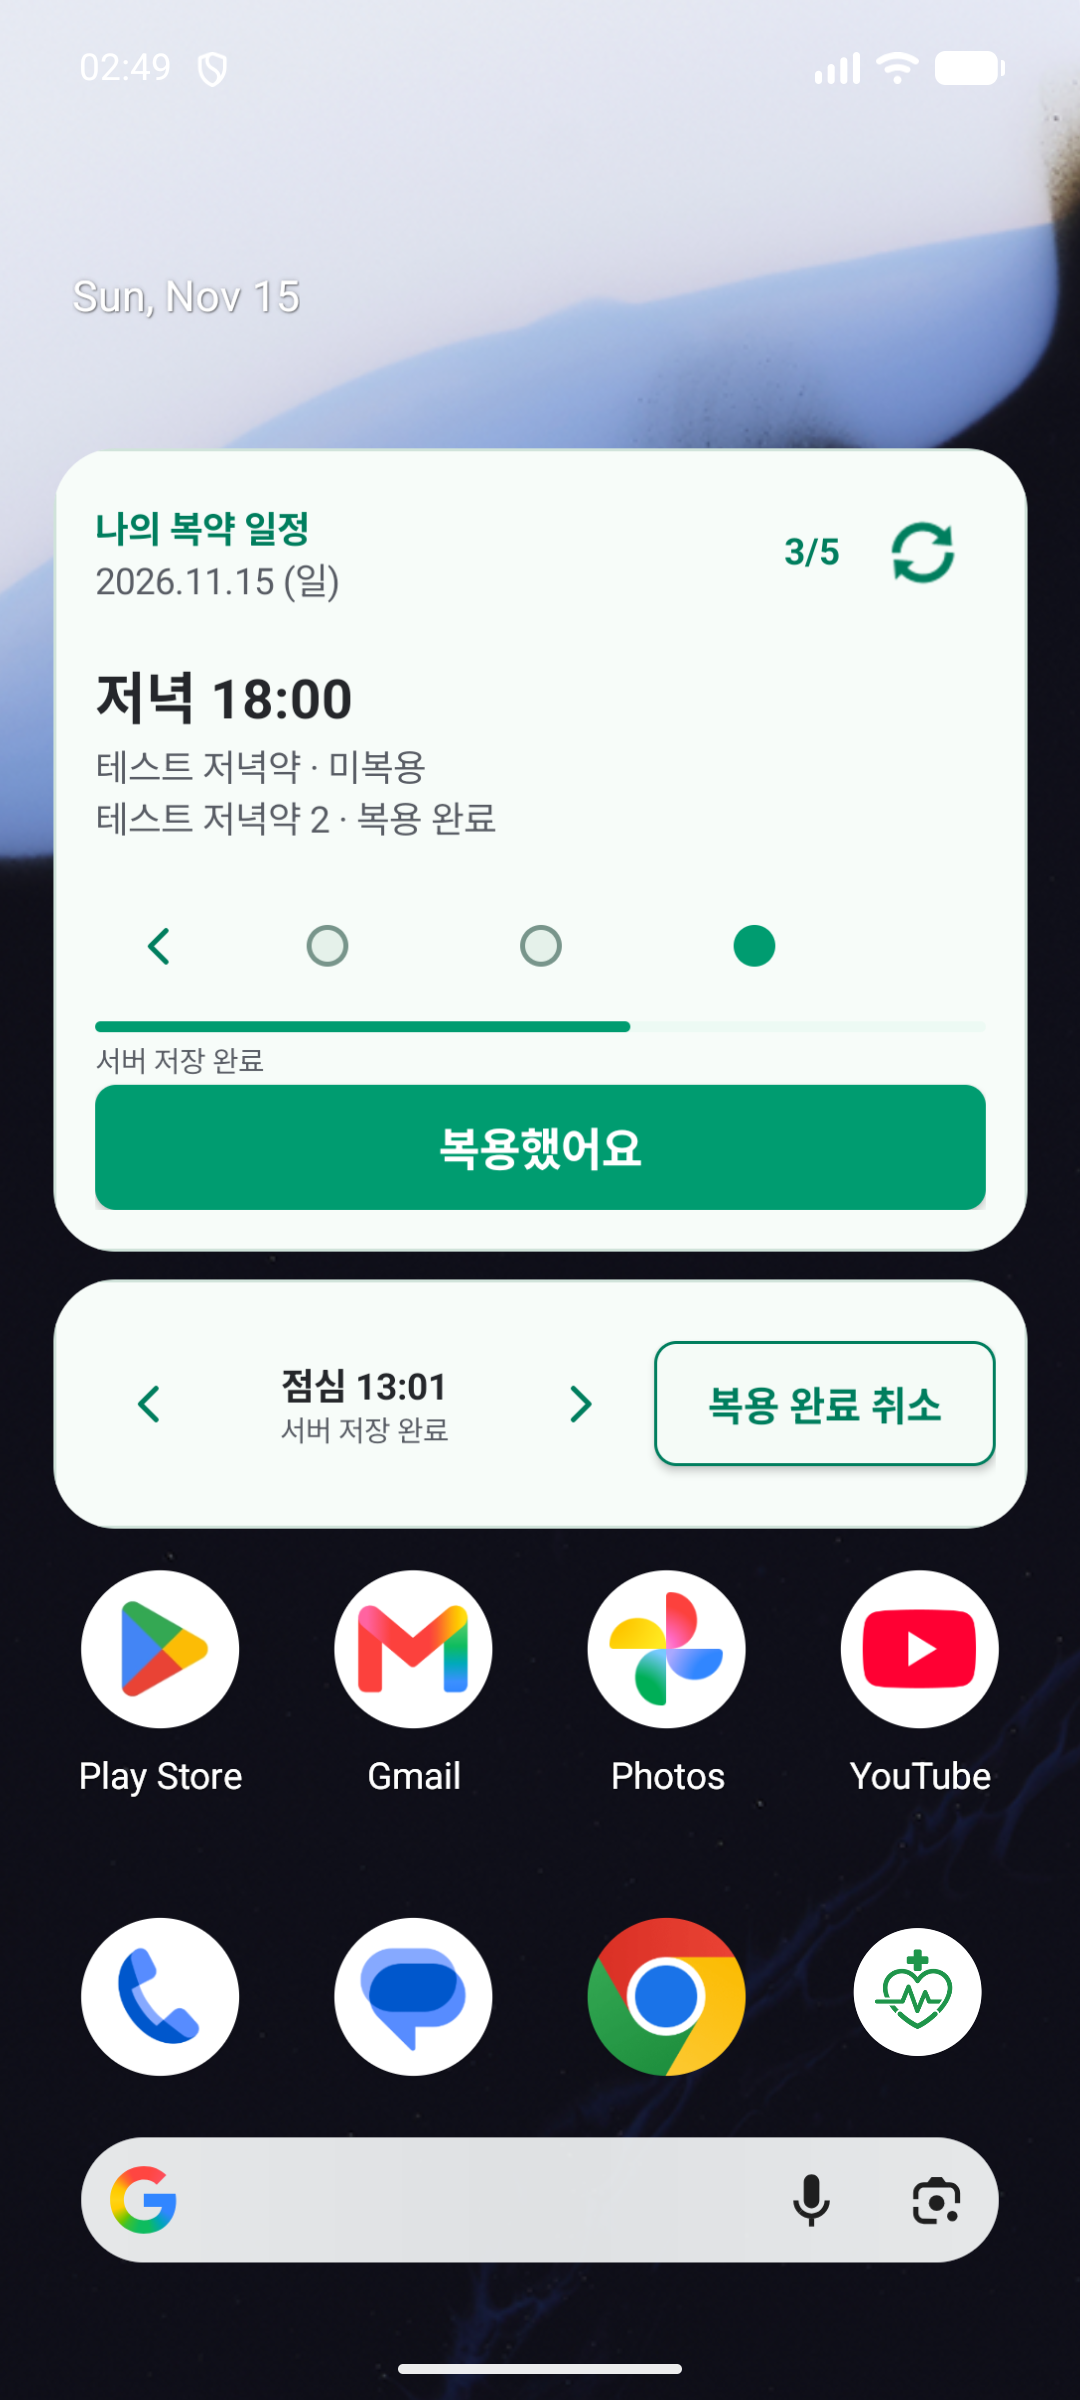 02:49
Sun, Nov 15
나의 복약 일정
2026.11.15 (일)
3/5
저녁 18:00
테스트 저녁약 · 미복용
테스트 저녁약 2 · 복용 완료
서버 저장 완료
복용했어요
점심 13:01
서버 저장 완료
복용 완료 취소
Play Store
Gmail
Photos
YouTube